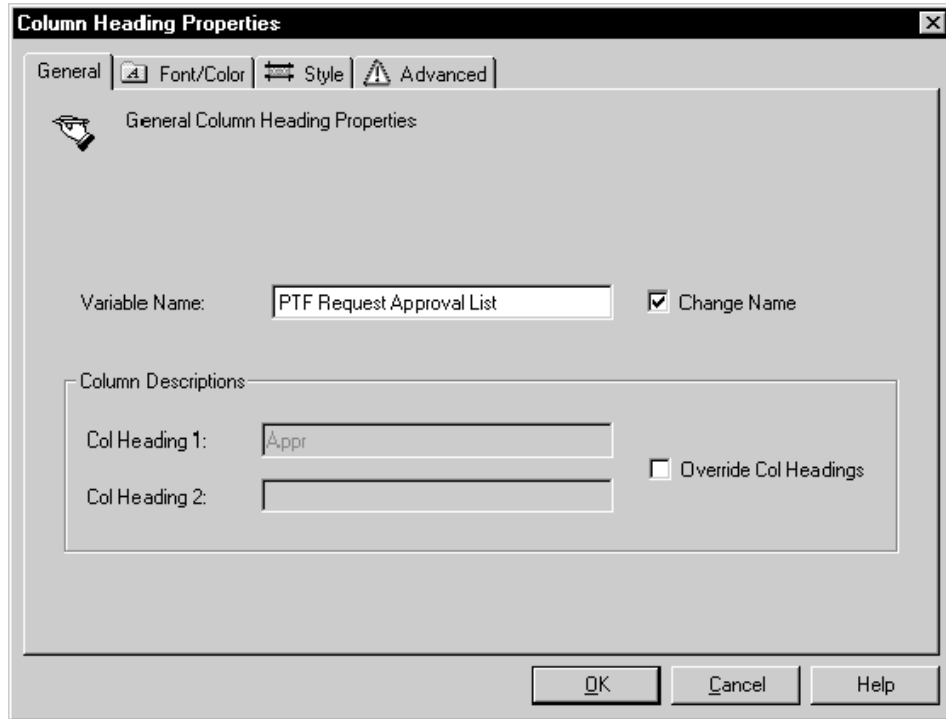 Column Heading Properties
General Font/Color Style Advanced
General Column Heading Properties
Variable Name: PTF Request Approval List Change Name
Column Descriptions
Col Heading 1: Appr
Override Col Headings
Col Heading 2:
OK Cancel Help